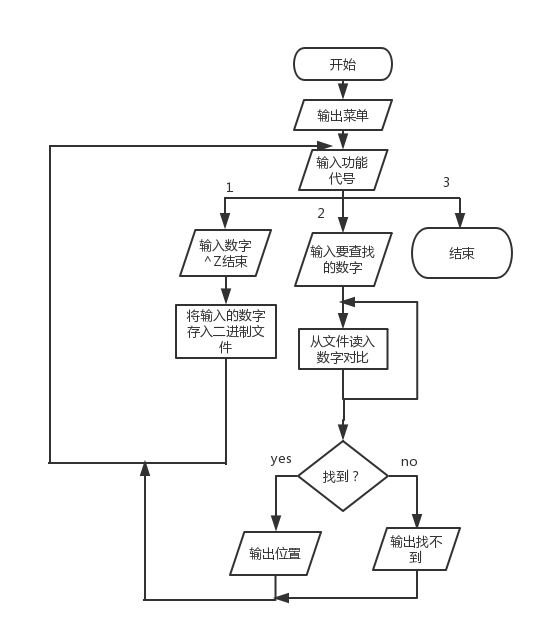 开始
输出菜单
输入功能
代号
1
2
3
输入数字
^Z结束
输入要查找
的数字
结束
将输入的数字
存入二进制文
件
从文件读入
数字对比
yes
找到？
no
输出位置
输出找不
到